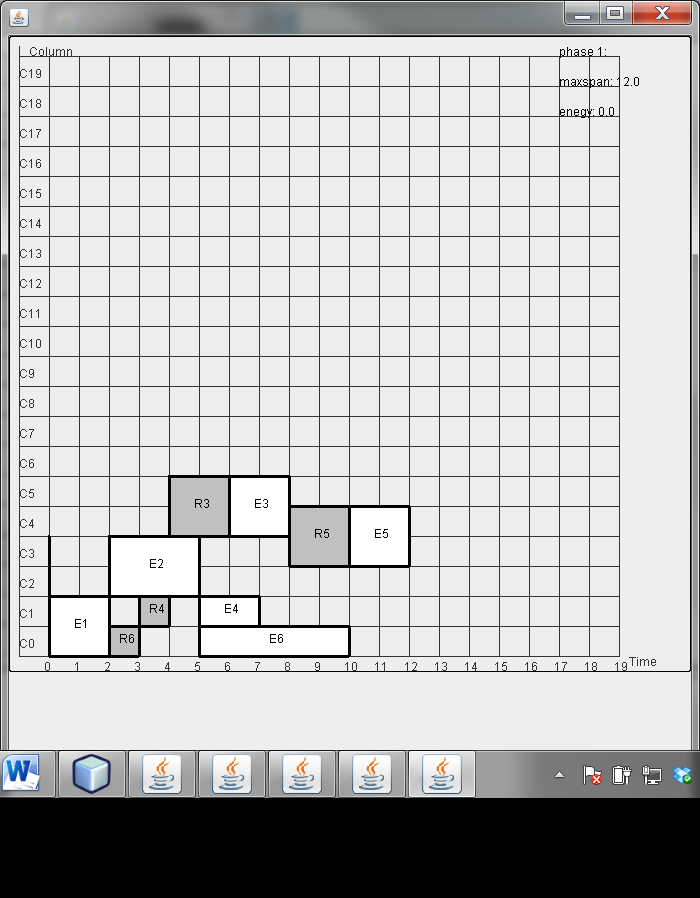 Column
phase 1:
C19
maxspan: 12.0
C18
enegy: 0.0
C17
C16
C15
C14
C13
C12
C11
C10
C9
C8
C7
C6
C5
R3 E3
C4
R5 E5
C3
E2
C2
C1
R4 E4
E1
C0
R6 E6
0 1 2 3 4 5 6 7 8 9 10 11 12 13 14 15 16 17 18 19 Time
W